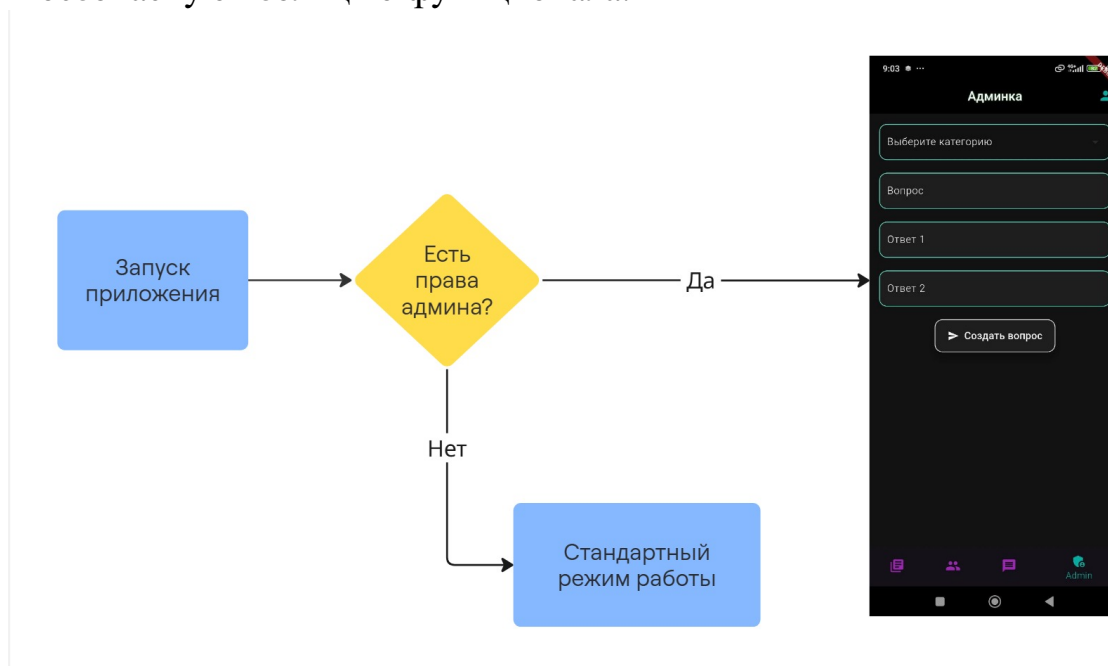 9:03
Админка
Выберите категорию
Вопрос
Ответ 1
Ответ 2
Создать вопрос
Admin
Запуск
приложения
Есть
права
админа?
Да
Нет
Стандартный
режим работы